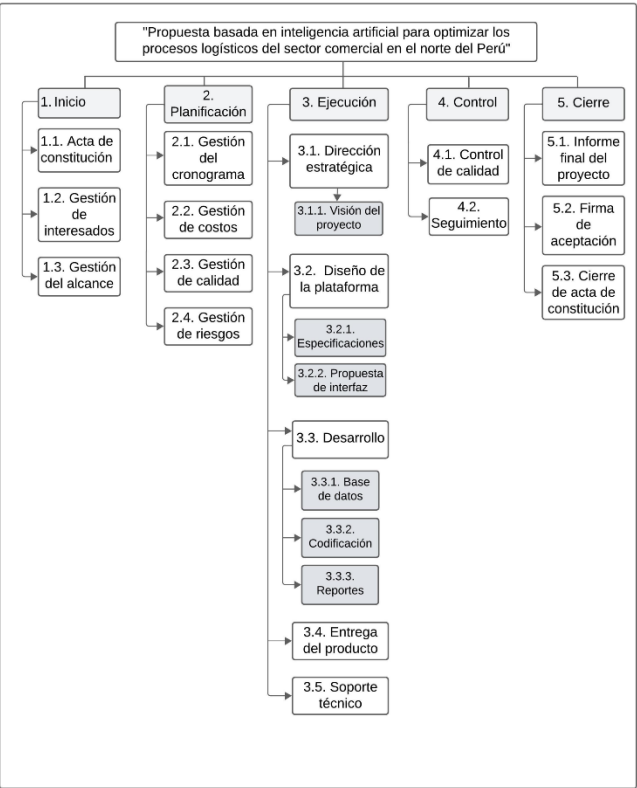 "Propuesta basada en inteligencia artificial para optimizar los
procesos logísticos del sector comercial en el norte del Perú"
1. Inicio
1.1. Acta de
constitución
1.2. Gestión
de
interesados
1.3. Gestión
del alcance
2.
Planificación
2.1. Gestión
del
cronograma
2.2. Gestión
de costos
2.3. Gestión
de calidad
2.4. Gestión
de riesgos
3. Ejecución
3.1. Dirección
estratégica
3.1.1. Visión del
proyecto
3.2. Diseño de
la plataforma
3.2.1.
Especificaciones
3.2.2. Propuesta
de interfaz
3.3. Desarrollo
3.3.1. Base
de datos
3.3.2.
Codificación
3.3.3.
Reportes
3.4. Entrega
del producto
3.5. Soporte
técnico
4. Control
4.1. Control
de calidad
4.2.
Seguimiento
5. Cierre
5.1. Informe
final del
proyecto
5.2. Firma
de
aceptación
5.3. Cierre
de acta de
constitución